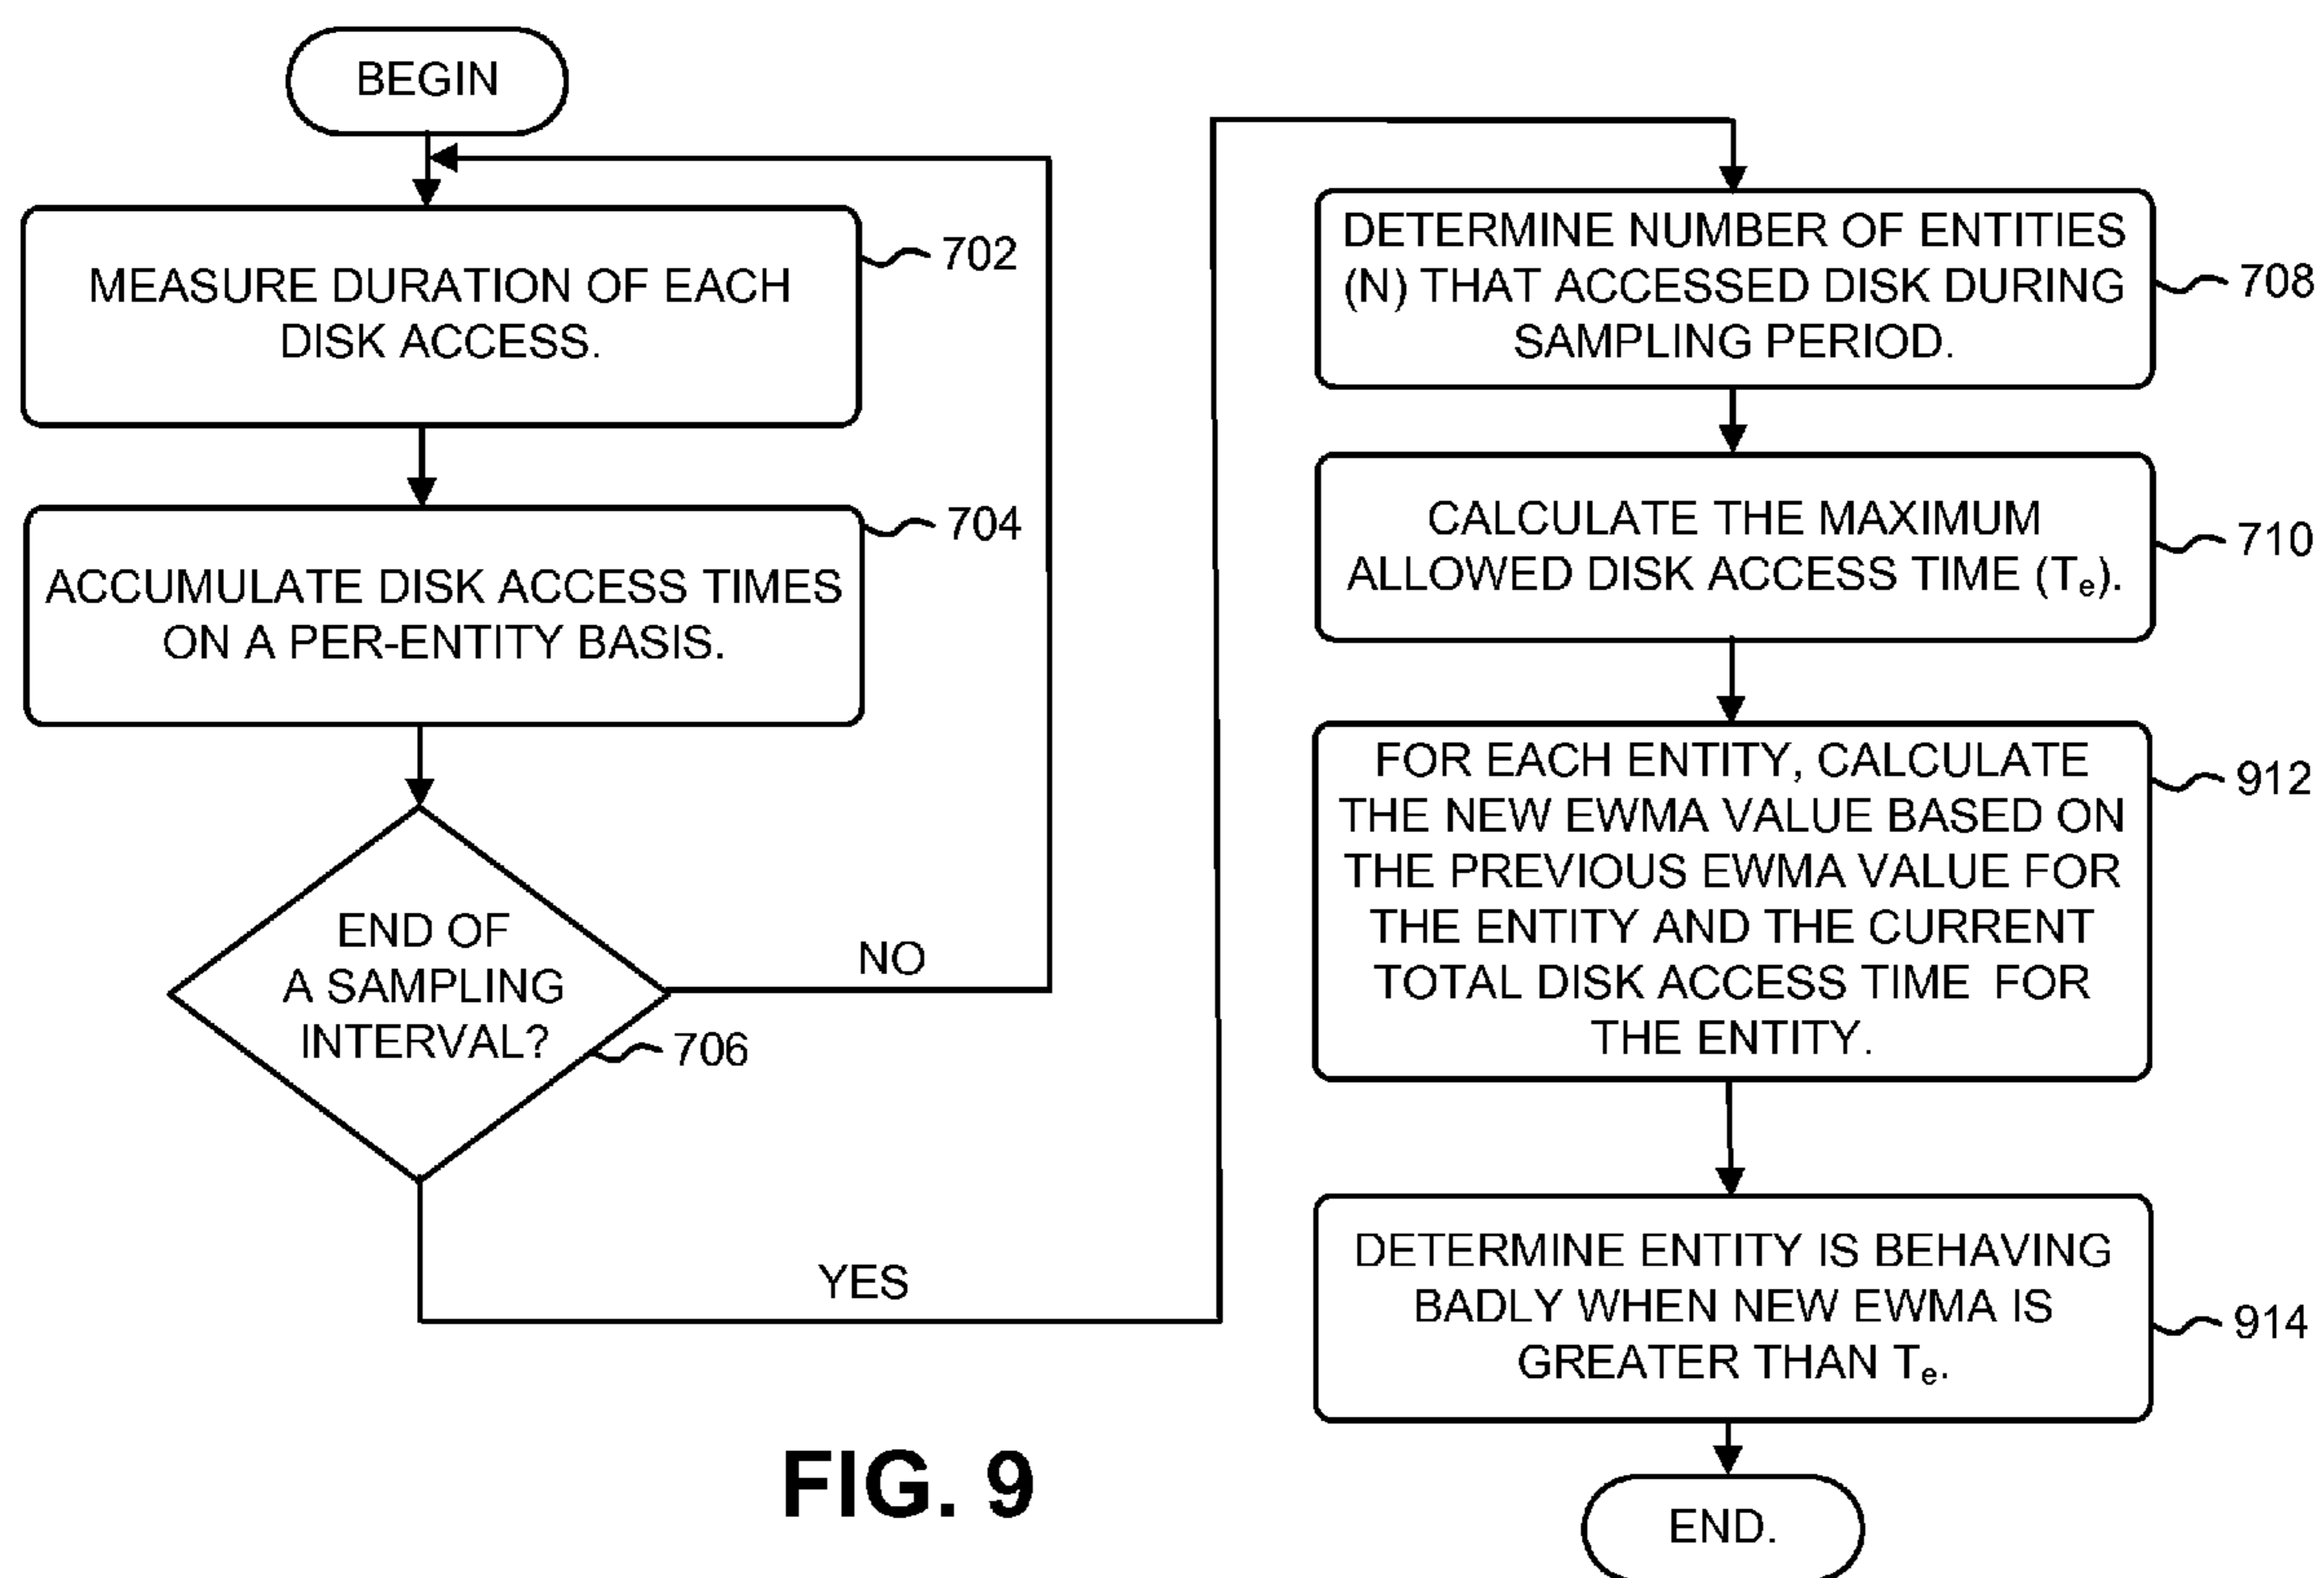 BEGIN
MEASURE DURATION OF EACH
DISK ACCESS.
702
ACCUMULATE DISK ACCESS TIMES
ON A PER-ENTITY BASIS.
704
END OF
A SAMPLING
INTERVAL?
706
NO
YES
DETERMINE NUMBER OF ENTITIES
(N) THAT ACCESSED DISK DURING
SAMPLING PERIOD.
708
CALCULATE THE MAXIMUM
ALLOWED DISK ACCESS TIME (Te).
710
FOR EACH ENTITY, CALCULATE
THE NEW EWMA VALUE BASED ON
THE PREVIOUS EWMA VALUE FOR
THE ENTITY AND THE CURRENT
TOTAL DISK ACCESS TIME FOR
THE ENTITY.
912
DETERMINE ENTITY IS BEHAVING
BADLY WHEN NEW EWMA IS
GREATER THAN Te.
914
END.
FIG. 9